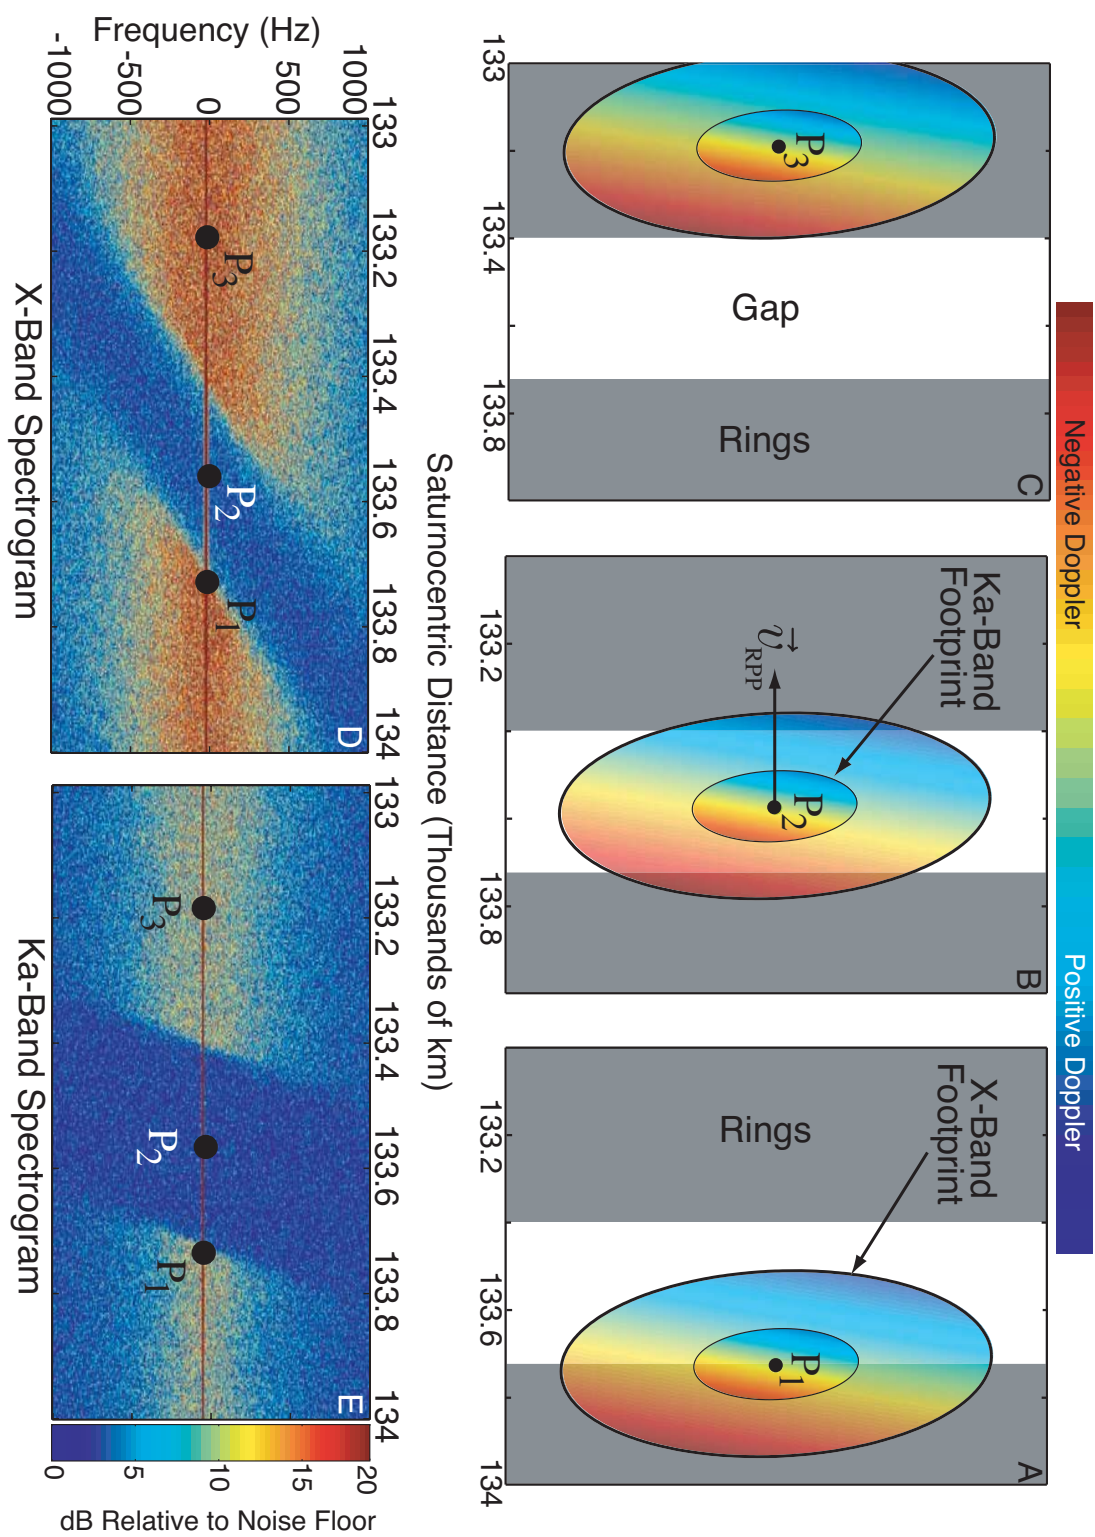 Negative Doppler
Positive Doppler
C
P3
Gap
Rings
133
133.4
133.8
B
Ka-Band
Footprint
P2
v⃗RPP
133.2
133.8
A
X-Band
Footprint
Rings
P1
133.2
133.6
134
Saturnocentric Distance (Thousands of km)
133
133.2
133.4
133.6
133.8
134
Frequency (Hz)
1000
500
0
-500
-1000
P3
P2
P1
D
X-Band Spectrogram
133
133.2
133.4
133.6
133.8
134
P3
P2
P1
E
Ka-Band Spectrogram
20
15
10
5
0
dB Relative to Noise Floor